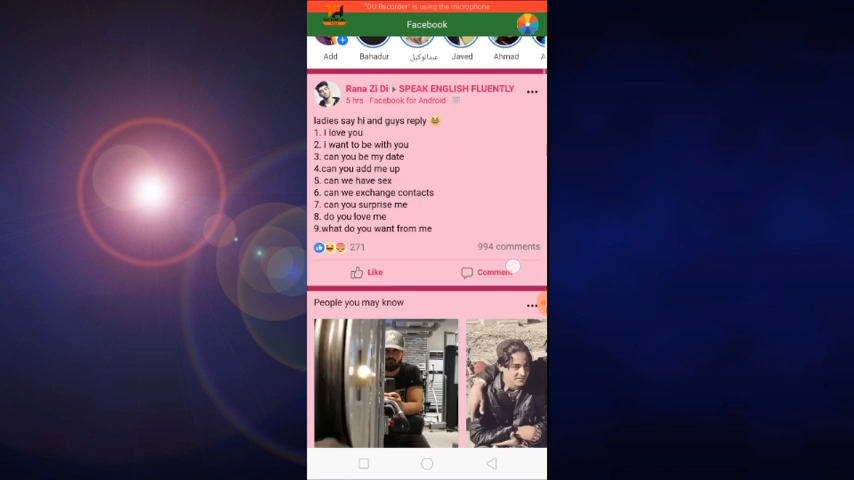 "DU Recorder" is using the microphone
Facebook
Add
Bahadur
عبدالوکیل
Javed
Ahmad
Rana Zi Di ▸ SPEAK ENGLISH FLUENTLY
5 hrs · Facebook for Android
ladies say hi and guys reply 😂
1. I love you
2. i want to be with you
3. can you be my date
4.can you add me up
5. can we have sex
6. can we exchange contacts
7. can you surprise me
8. do you love me
9.what do you want from me
271
994 comments
Like
Comment
People you may know